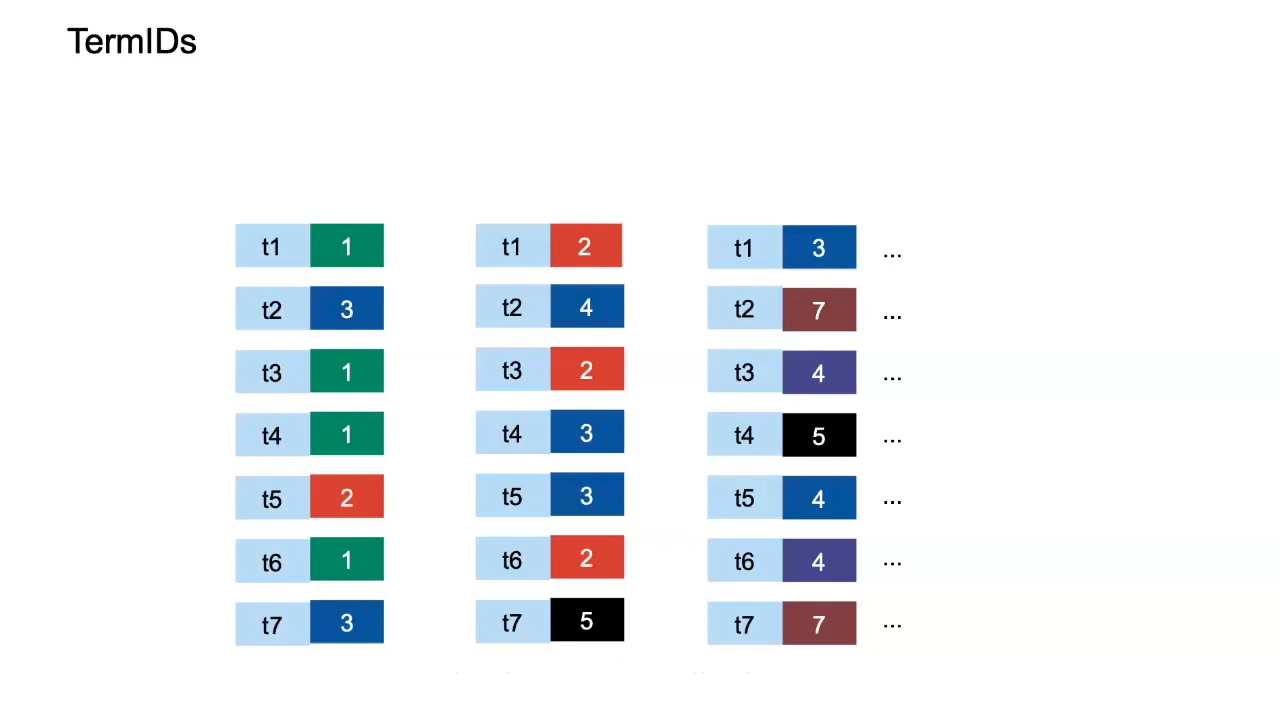 TermIDs
t1 1 t1 2 t1 3 ...
t2 3 t2 4 t2 7 ...
t3 1 t3 2 t3 4 ...
t4 1 t4 3 t4 5 ...
t5 2 t5 3 t5 4 ...
t6 1 t6 2 t6 4 ...
t7 3 t7 5 t7 7 ...